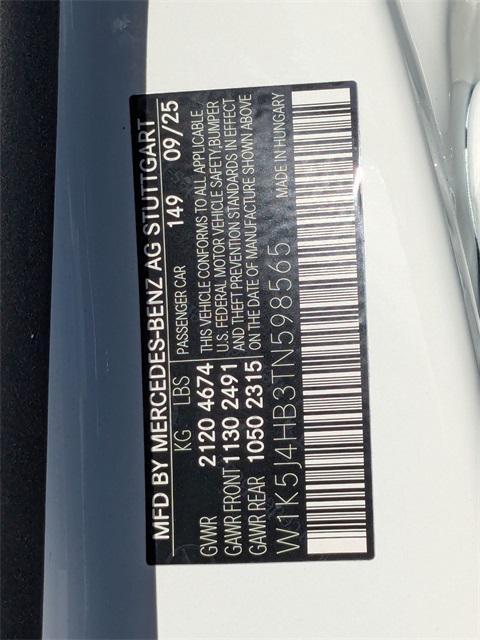 MFD BY MERCEDES-BENZ AG STUTTGART
KG LBS PASSENGER CAR 149 09/25
GVWR 2120 4674 THIS VEHICLE CONFORMS TO ALL APPLICABLE
GAWR FRONT 1130 2491 U.S. FEDERAL MOTOR VEHICLE SAFETY,BUMPER
GAWR REAR 1050 2315 AND THEFT PREVENTION STANDARDS IN EFFECT
ON THE DATE OF MANUFACTURE SHOWN ABOVE
W1K5J4HB3TN598565 MADE IN HUNGARY